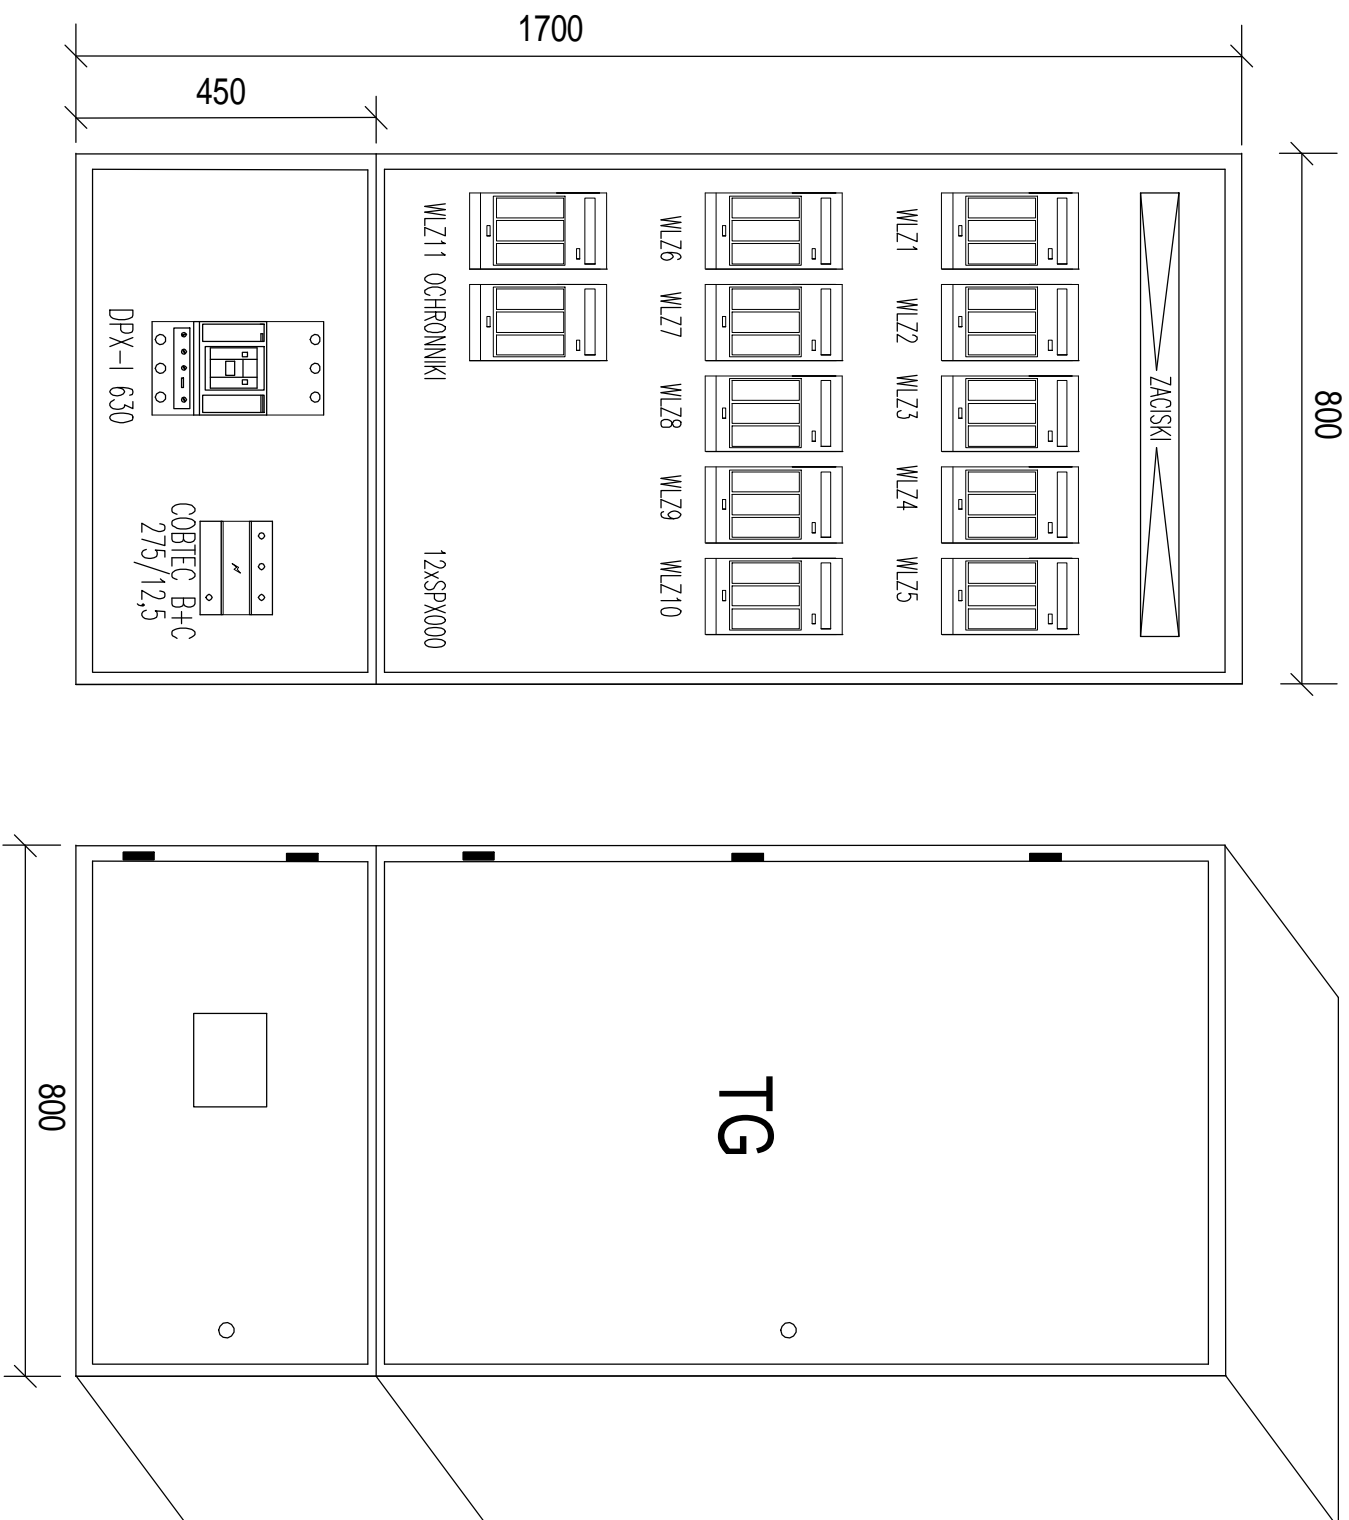 1700
450
800
DPX-I 630
COBTEC B+C
275/12,5
WLZ11 OCHRONNIKI
12xSPX000
WLZ6
WLZ7
WLZ8
WLZ9
WLZ10
WLZ1
WLZ2
WLZ3
WLZ4
WLZ5
ZACISKI
800
TG